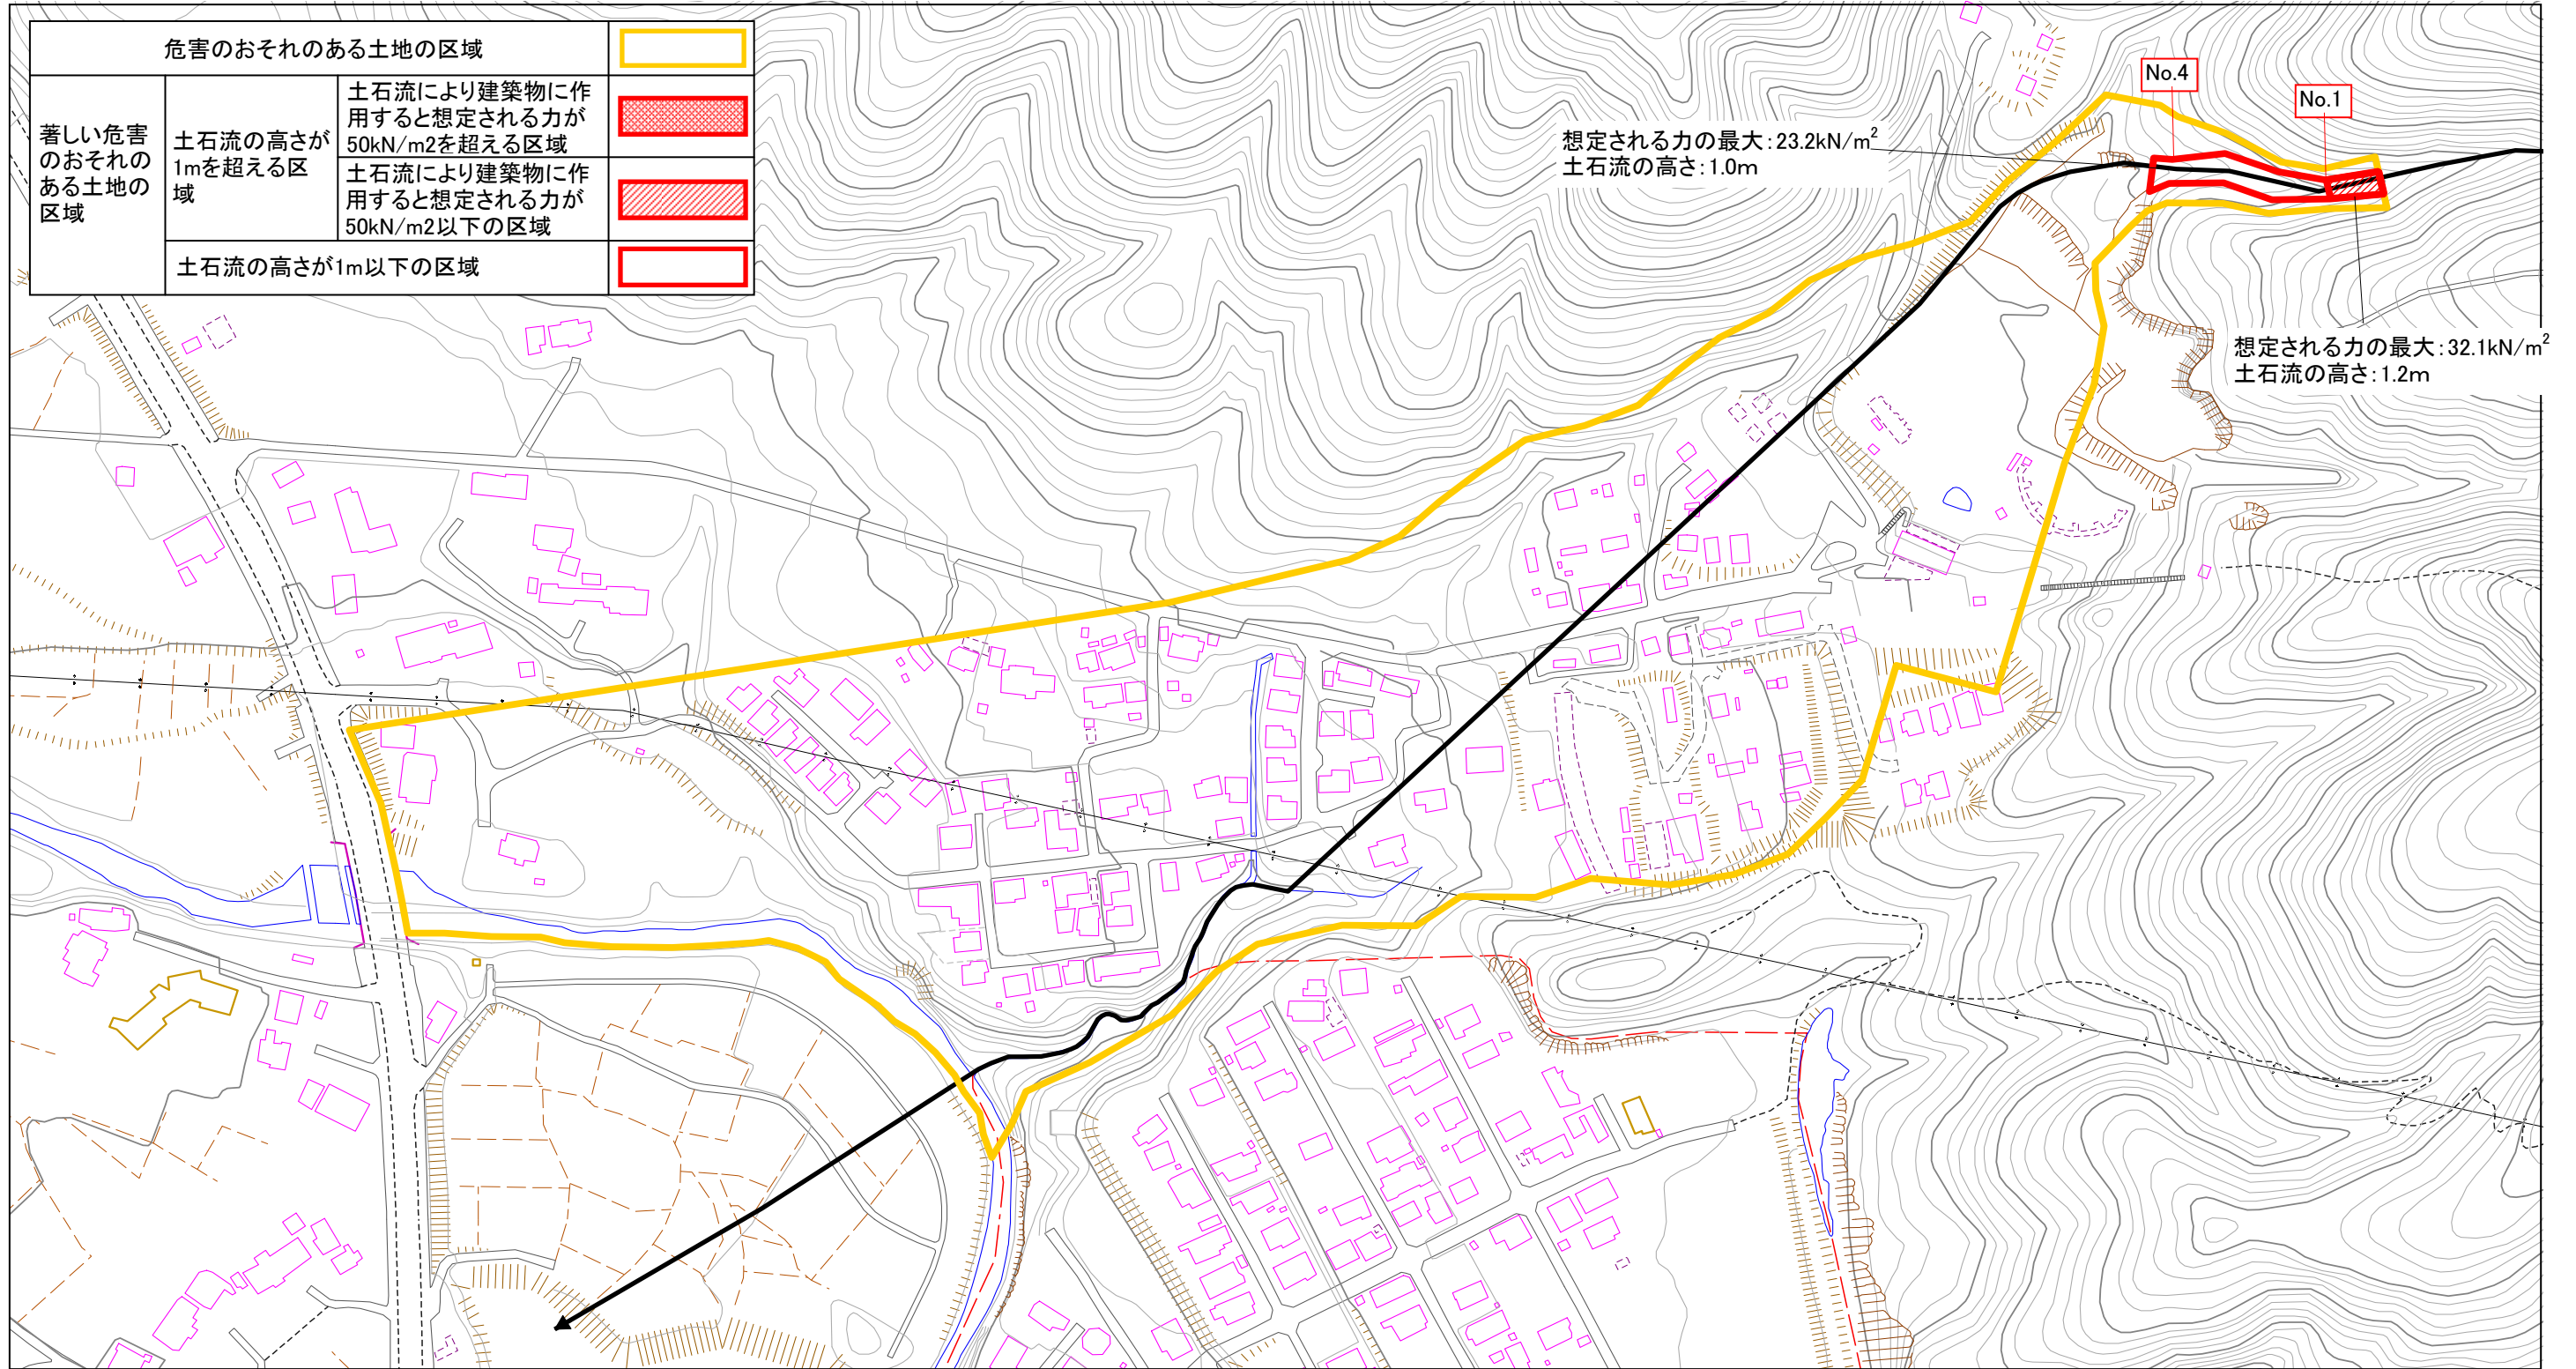 危害のおそれのある土地の区域
著しい危害
のおそれの
ある土地の
区域
土石流の高さが
1mを超える区
域
土石流により建築物に作
用すると想定される力が
50kN/m2を超える区域
土石流により建築物に作
用すると想定される力が
50kN/m2以下の区域
土石流の高さが1m以下の区域
No.4
No.1
想定される力の最大:23.2kN/m²
土石流の高さ:1.0m
想定される力の最大:32.1kN/m²
土石流の高さ:1.2m